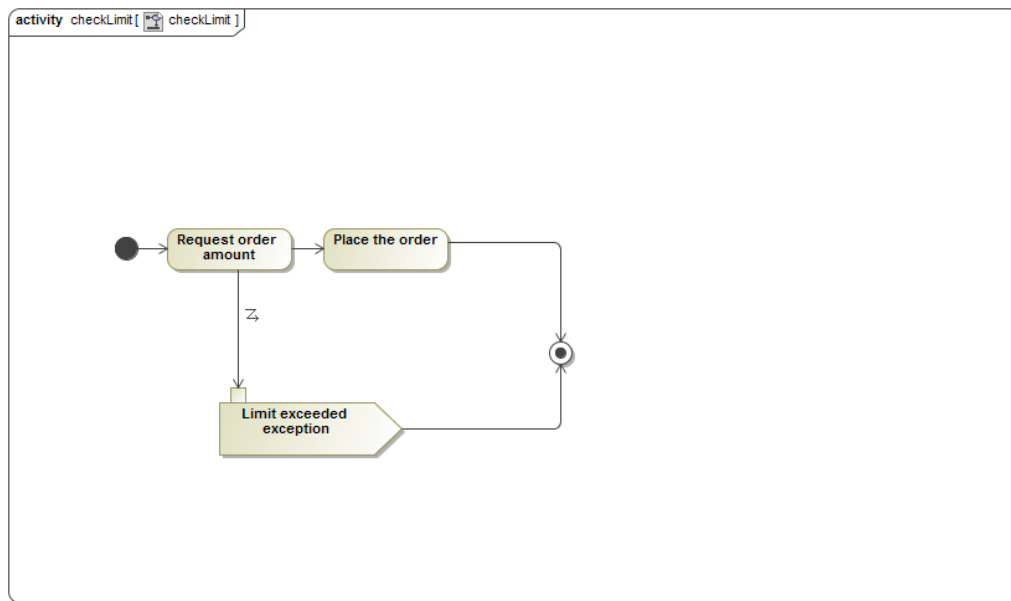 activity checkLimit [ checkLimit ]
Request order
amount
Place the order
Limit exceeded
exception